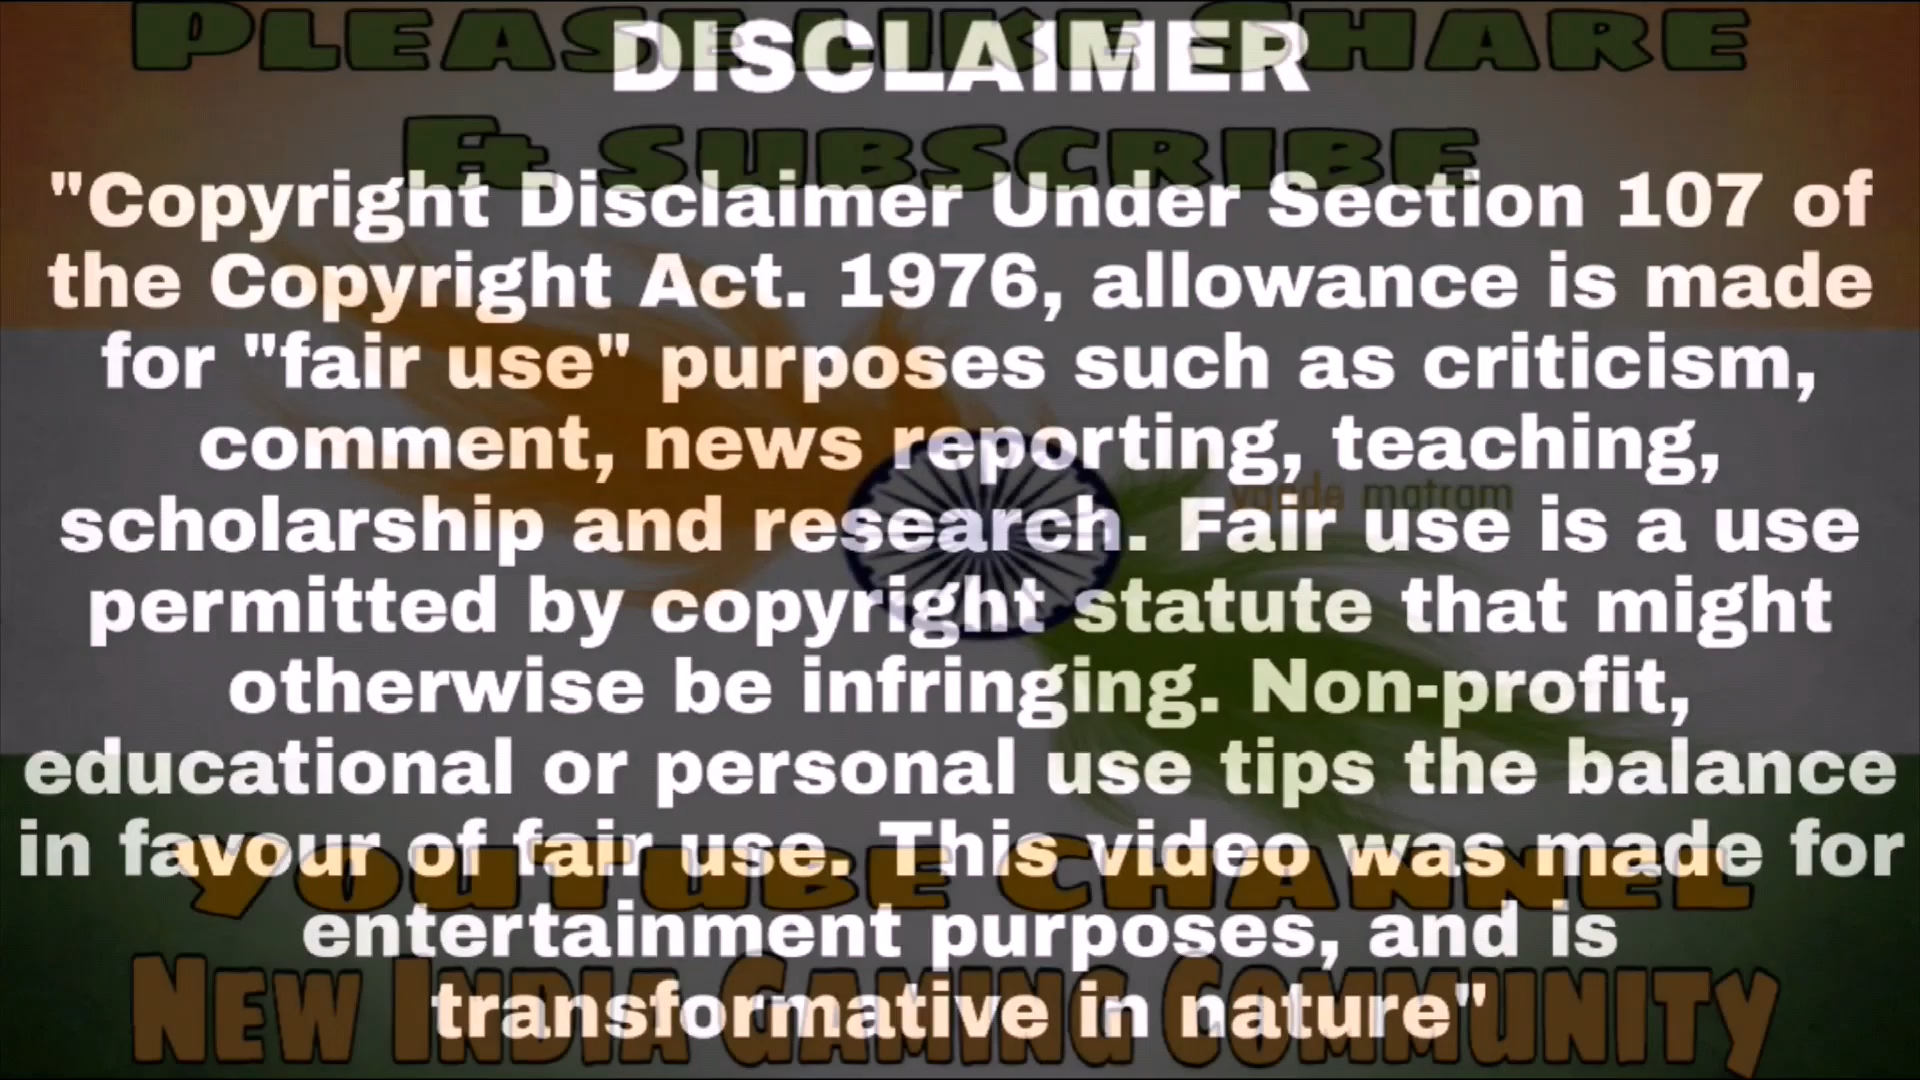 PLEASE LIKE SHARE
DISCLAIMER
& SUBSCRIBE
"Copyright Disclaimer Under Section 107 of
the Copyright Act. 1976, allowance is made
for "fair use" purposes such as criticism,
comment, news reporting, teaching,
vande matram
scholarship and research. Fair use is a use
permitted by copyright statute that might
otherwise be infringing. Non-profit,
educational or personal use tips the balance
in favour of fair use. This video was made for
YOUTUBE CHANNEL
entertainment purposes, and is
NEW INDIA GAMING COMMUNITY
transformative in nature"